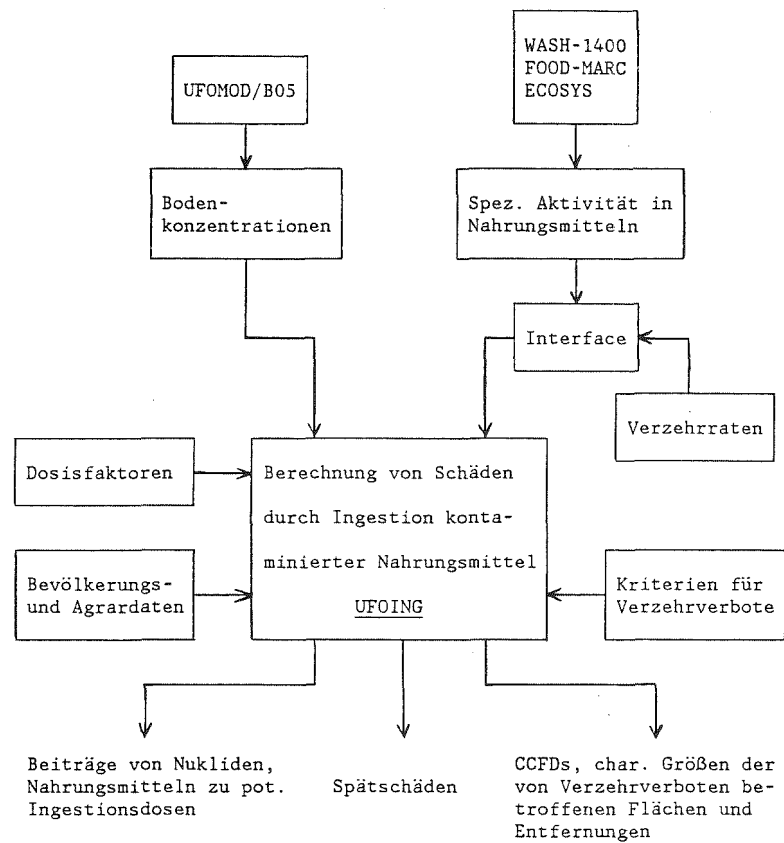 UFOMOD/B05
WASH-1400
FOOD-MARC
ECOSYS
Boden-
konzentrationen
Spez. Aktivität in
Nahrungsmitteln
Interface
Verzehrraten
Dosisfaktoren
Berechnung von Schäden
durch Ingestion konta-
minierter Nahrungsmittel
UFOING
Bevölkerungs-
und Agrardaten
Kriterien für
Verzehrverbote
Beiträge von Nukliden,
Nahrungsmitteln zu pot.
Ingestionsdosen
Spätschäden
CCFDs, char. Größen der
von Verzehrverboten be-
troffenen Flächen und
Entfernungen